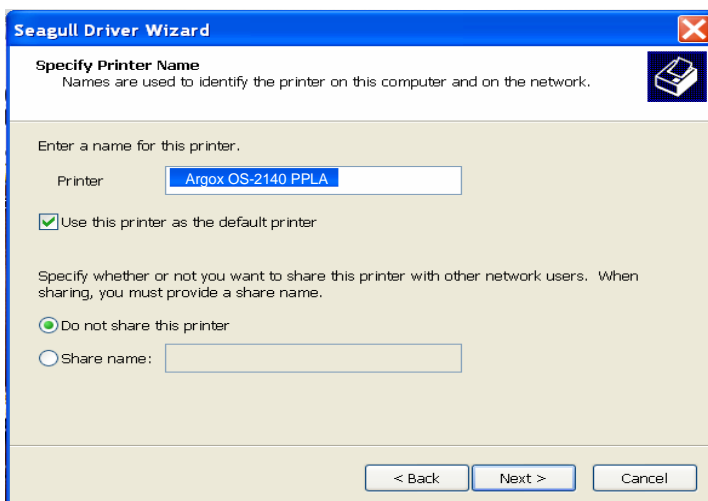 Seagull Driver Wizard
Specify Printer Name
Names are used to identify the printer on this computer and on the network.
Enter a name for this printer.
Printer Argox OS-2140 PPLA
Use this printer as the default printer
Specify whether or not you want to share this printer with other network users. When
sharing, you must provide a share name.
Do not share this printer
Share name:
< Back Next > Cancel